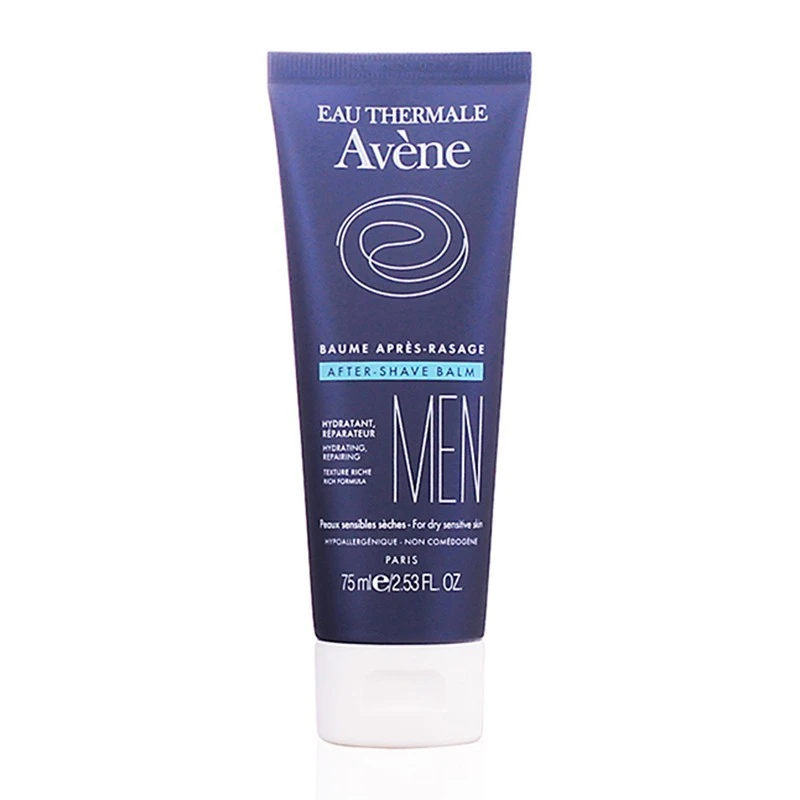 EAU THERMALE
Avène
BAUME APRÈS-RASAGE
AFTER-SHAVE BALM
HYDRATANT,
RÉPARATEUR
HYDRATING,
REPAIRING
TEXTURE RICHE
RICH FORMULA
MEN
Peaux sensibles sèches - For dry sensitive skin
HYPOALLERGÉNIQUE - NON COMÉDOGÈNE
PARIS
75 ml e/2.53 FL. OZ.